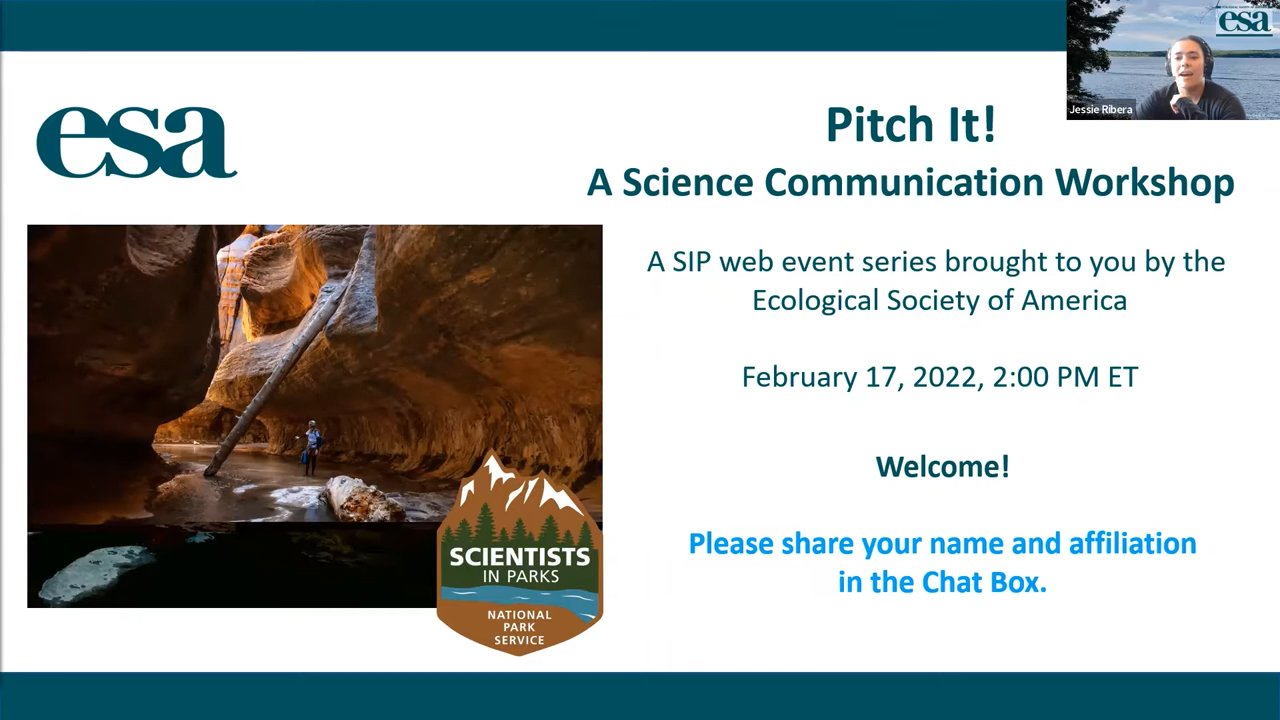 esa
Jessie Ribera
esa
Pitch It!
A Science Communication Workshop
A SIP web event series brought to you by the
Ecological Society of America
February 17, 2022, 2:00 PM ET
Welcome!
Please share your name and affiliation
in the Chat Box.
SCIENTISTS
IN PARKS
NATIONAL
PARK
SERVICE